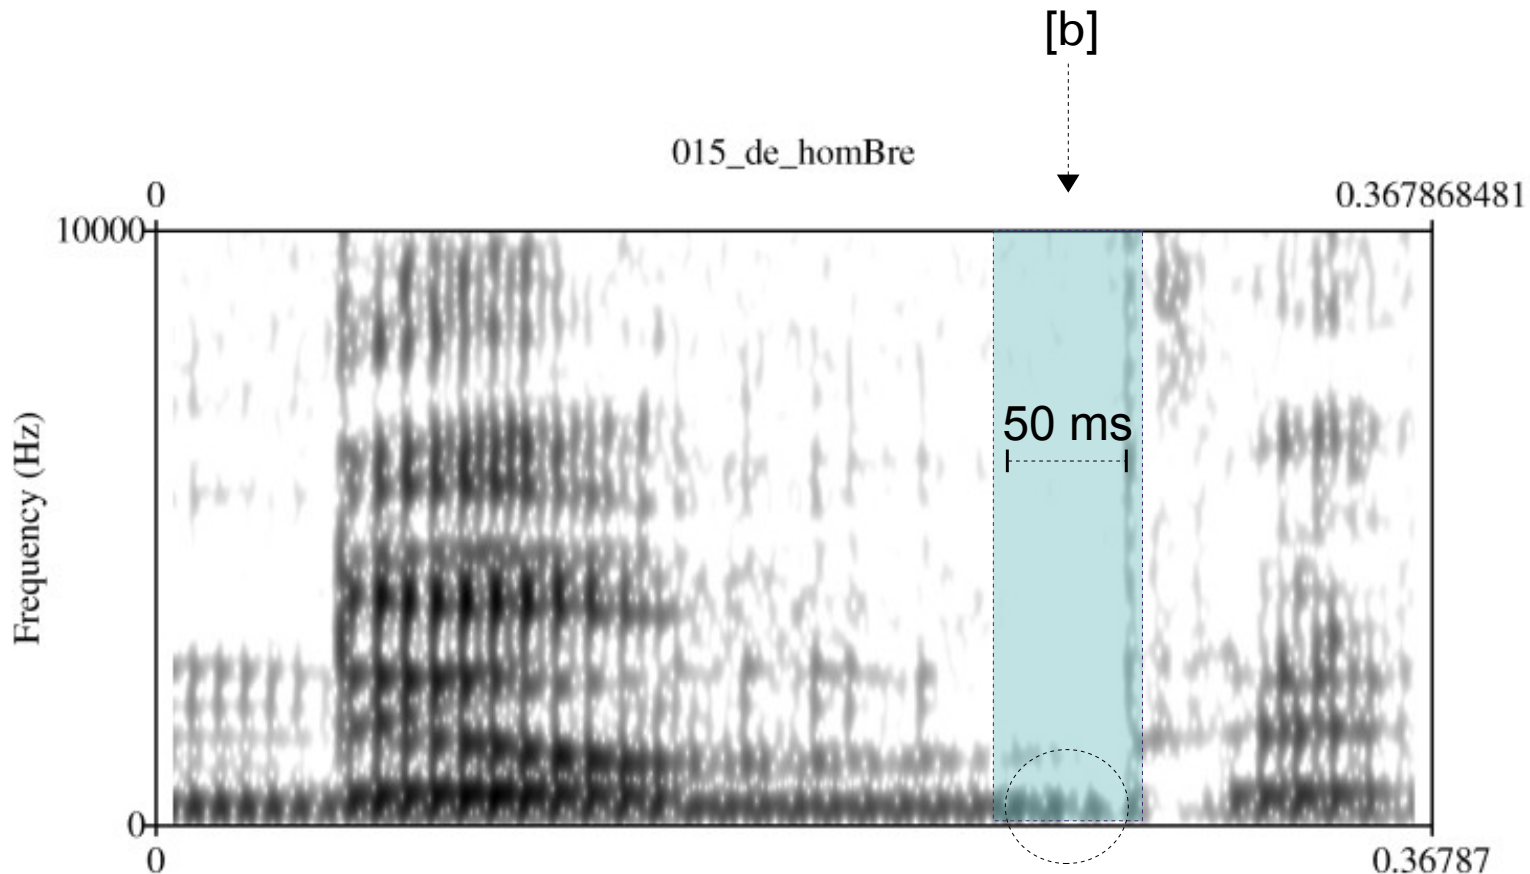 [b]
015_de_homBre
0 0.367868481
10000
50 ms
Frequency (Hz)
0
0 0.36787